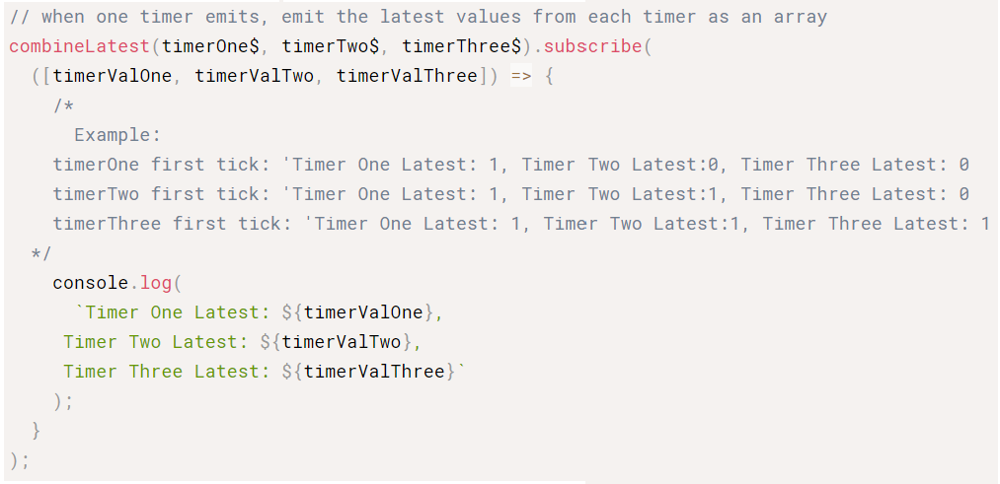 // when one timer emits, emit the latest values from each timer as an array
combineLatest(timerOne$, timerTwo$, timerThree$).subscribe(
  ([timerValOne, timerValTwo, timerValThree]) => {
    /*
      Example:
    timerOne first tick: 'Timer One Latest: 1, Timer Two Latest:0, Timer Three Latest: 0
    timerTwo first tick: 'Timer One Latest: 1, Timer Two Latest:1, Timer Three Latest: 0
    timerThree first tick: 'Timer One Latest: 1, Timer Two Latest:1, Timer Three Latest: 1
  */
    console.log(
      `Timer One Latest: ${timerValOne},
     Timer Two Latest: ${timerValTwo},
     Timer Three Latest: ${timerValThree}`
    );
  }
);